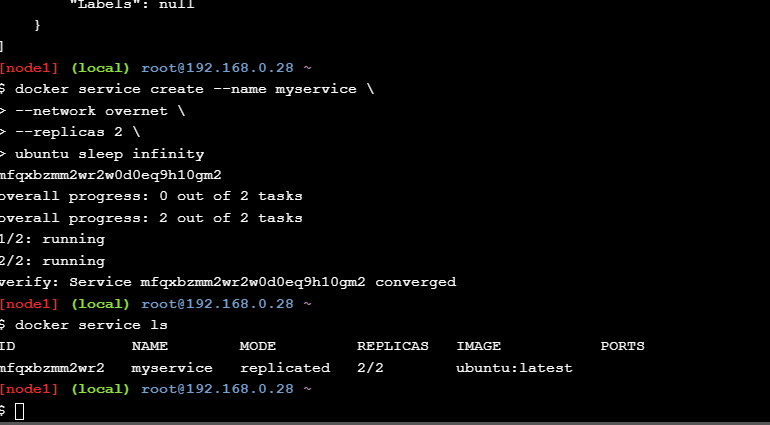 "Labels": null
}
]
[node1] (local) root@192.168.0.28 ~
$ docker service create --name myservice \
> --network overnet \
> --replicas 2 \
> ubuntu sleep infinity
mfqxbzmm2wr2w0d0eq9h10gm2
overall progress: 0 out of 2 tasks
overall progress: 2 out of 2 tasks
1/2: running
2/2: running
verify: Service mfqxbzmm2wr2w0d0eq9h10gm2 converged
[node1] (local) root@192.168.0.28 ~
$ docker service ls
ID NAME MODE REPLICAS IMAGE PORTS
mfqxbzmm2wr2 myservice replicated 2/2 ubuntu:latest
[node1] (local) root@192.168.0.28 ~
$